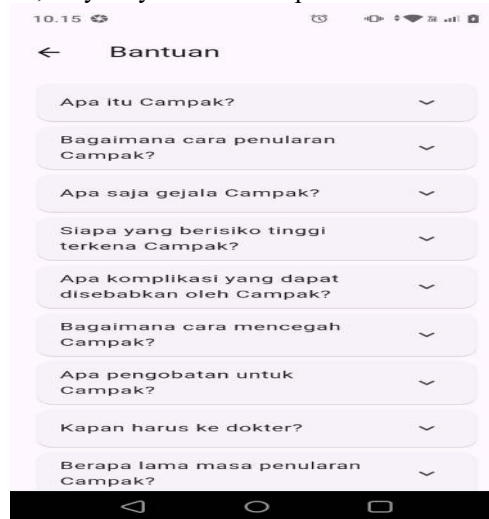 10.15
Bantuan
Apa itu Campak?
Bagaimana cara penularan
Campak?
Apa saja gejala Campak?
Siapa yang berisiko tinggi
terkena Campak?
Apa komplikasi yang dapat
disebabkan oleh Campak?
Bagaimana cara mencegah
Campak?
Apa pengobatan untuk
Campak?
Kapan harus ke dokter?
Berapa lama masa penularan
Campak?